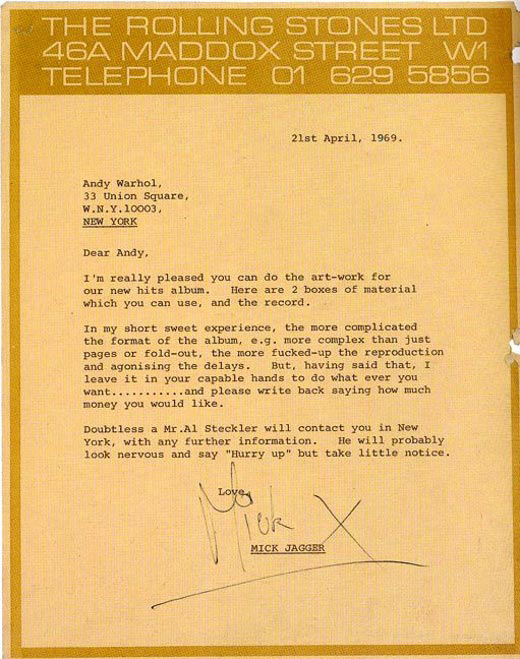 THE ROLLING STONES LTD
46A MADDOX STREET W1
TELEPHONE 01 629 5856
21st April, 1969.
Andy Warhol,
33 Union Square,
W.N.Y.10003,
NEW YORK
Dear Andy,
I'm really pleased you can do the art-work for
our new hits album. Here are 2 boxes of material
which you can use, and the record.
In my short sweet experience, the more complicated
the format of the album, e.g. more complex than just
pages or fold-out, the more fucked-up the reproduction
and agonising the delays. But, having said that, I
leave it in your capable hands to do what ever you
want...........and please write back saying how much
money you would like.
Doubtless a Mr.Al Steckler will contact you in New
York, with any further information. He will probably
look nervous and say "Hurry up" but take little notice.
Love,
Mick X
MICK JAGGER